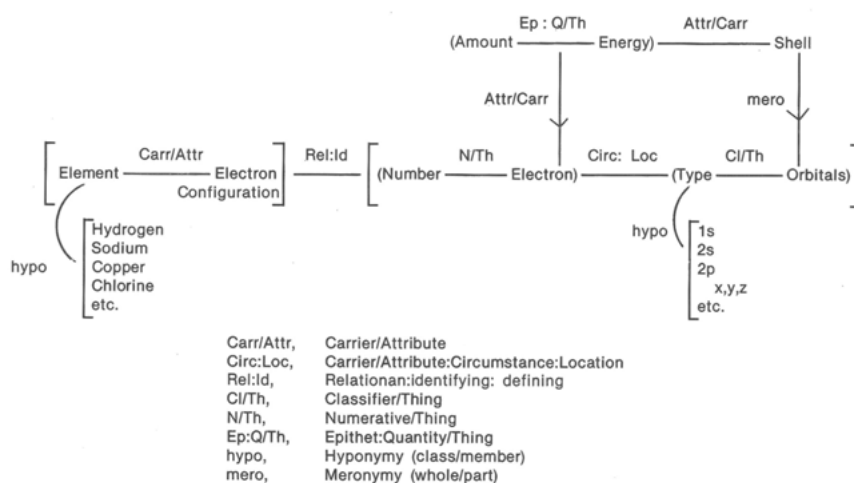 Ep : Q/Th Attr/Carr
(Amount Energy) Shell
Attr/Carr mero
Carr/Attr Rel:Id N/Th Circ: Loc Cl/Th
Element Electron (Number Electron) (Type Orbitals)
Configuration
hypo
Hydrogen
Sodium
Copper
Chlorine
etc.
hypo
1s
2s
2p
x,y,z
etc.
Carr/Attr, Carrier/Attribute
Circ:Loc, Carrier/Attribute:Circumstance:Location
Rel:Id, Relationan:identifying: defining
Cl/Th, Classifier/Thing
N/Th, Numerative/Thing
Ep:Q/Th, Epithet:Quantity/Thing
hypo, Hyponymy (class/member)
mero, Meronymy (whole/part)